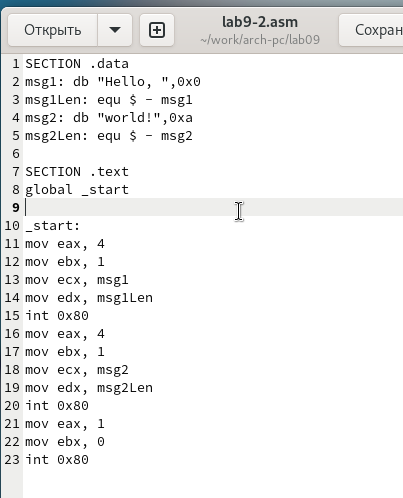 Открыть
lab9-2.asm
~/work/arch-pc/lab09
Сохран
1 SECTION .data
2 msg1: db "Hello, ",0x0
3 msg1Len: equ $ - msg1
4 msg2: db "world!",0xa
5 msg2Len: equ $ - msg2
6
7 SECTION .text
8 global _start
9
10 _start:
11 mov eax, 4
12 mov ebx, 1
13 mov ecx, msg1
14 mov edx, msg1Len
15 int 0x80
16 mov eax, 4
17 mov ebx, 1
18 mov ecx, msg2
19 mov edx, msg2Len
20 int 0x80
21 mov eax, 1
22 mov ebx, 0
23 int 0x80